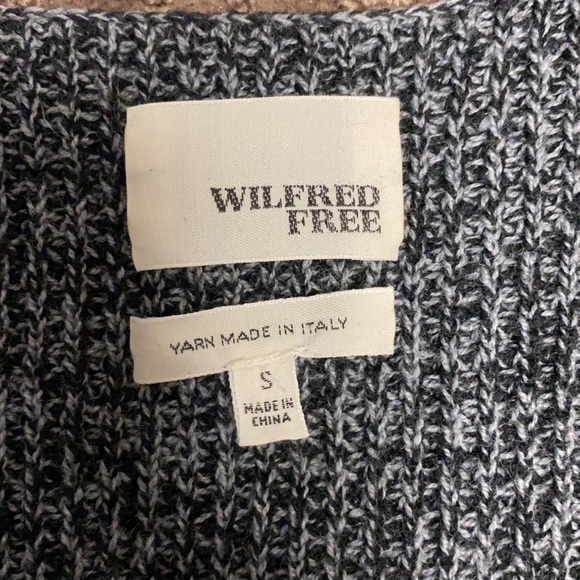 WILFRED
FREE
YARN MADE IN ITALY
S
MADE IN
CHINA